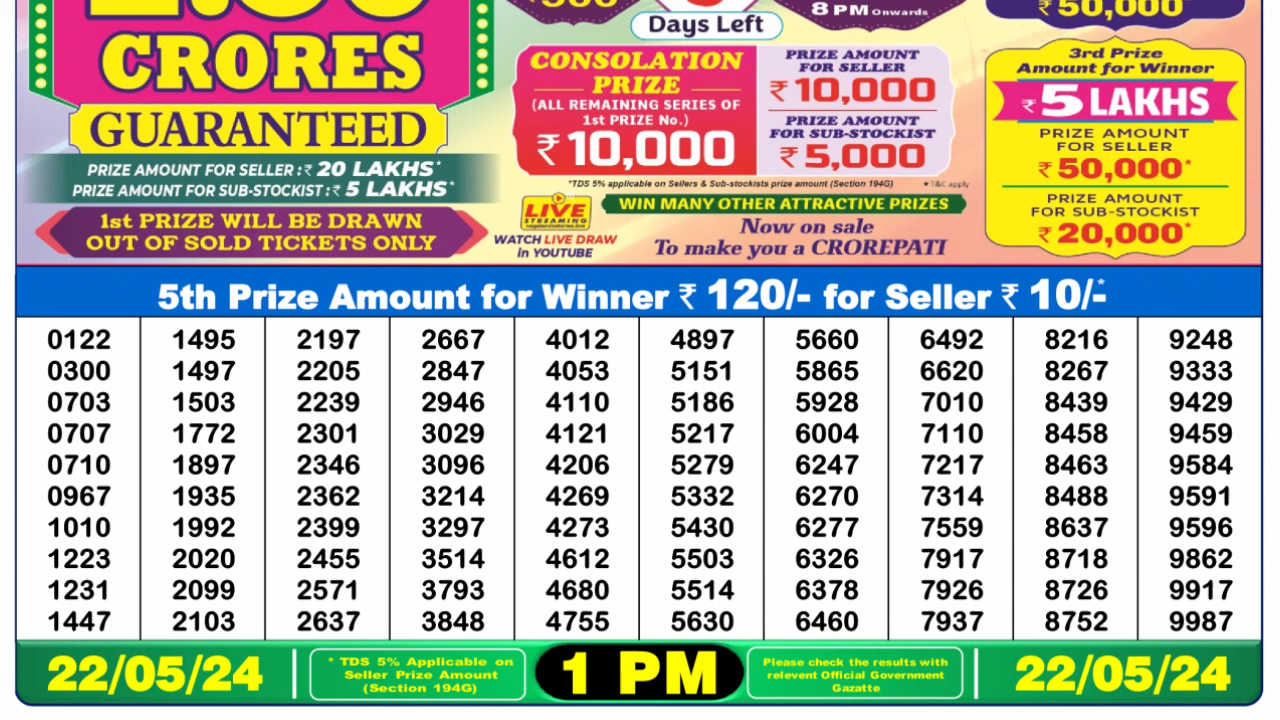 8 PM Onwards
₹ 50,000*
Days Left
CRORES
GUARANTEED
PRIZE AMOUNT FOR SELLER :₹ 20 LAKHS*
PRIZE AMOUNT FOR SUB-STOCKIST :₹ 5 LAKHS*
1st PRIZE WILL BE DRAWN
OUT OF SOLD TICKETS ONLY
CONSOLATION
PRIZE
(ALL REMAINING SERIES OF
1st PRIZE No.)
₹ 10,000
PRIZE AMOUNT
FOR SELLER
₹ 10,000
PRIZE AMOUNT
FOR SUB-STOCKIST
₹ 5,000
*TDS 5% applicable on Sellers & Sub-stockists prize amount (Section 194G) * T&C apply
LIVE
STREAMING
WATCH LIVE DRAW
in YOUTUBE
WIN MANY OTHER ATTRACTIVE PRIZES
Now on sale
To make you a CROREPATI
3rd Prize
Amount for Winner
₹ 5 LAKHS
PRIZE AMOUNT
FOR SELLER
₹ 50,000*
PRIZE AMOUNT
FOR SUB-STOCKIST
₹ 20,000*
5th Prize Amount for Winner ₹ 120/- for Seller ₹ 10/-*
0122 1495 2197 2667 4012 4897 5660 6492 8216 9248
0300 1497 2205 2847 4053 5151 5865 6620 8267 9333
0703 1503 2239 2946 4110 5186 5928 7010 8439 9429
0707 1772 2301 3029 4121 5217 6004 7110 8458 9459
0710 1897 2346 3096 4206 5279 6247 7217 8463 9584
0967 1935 2362 3214 4269 5332 6270 7314 8488 9591
1010 1992 2399 3297 4273 5430 6277 7559 8637 9596
1223 2020 2455 3514 4612 5503 6326 7917 8718 9862
1231 2099 2571 3793 4680 5514 6378 7926 8726 9917
1447 2103 2637 3848 4755 5630 6460 7937 8752 9987
22/05/24
* TDS 5% Applicable on
Seller Prize Amount
(Section 194G)
1 PM
Please check the results with
relevent Official Government
Gazatte
22/05/24